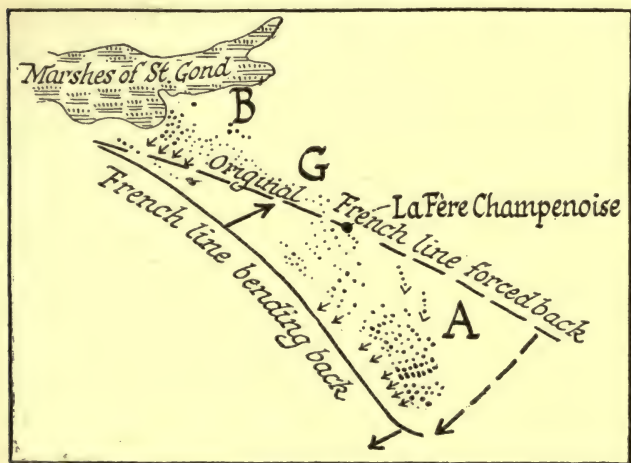 Marshes of St. Gond
B
G
Original French line forced back
La Fère Champenoise
French line bending back
A